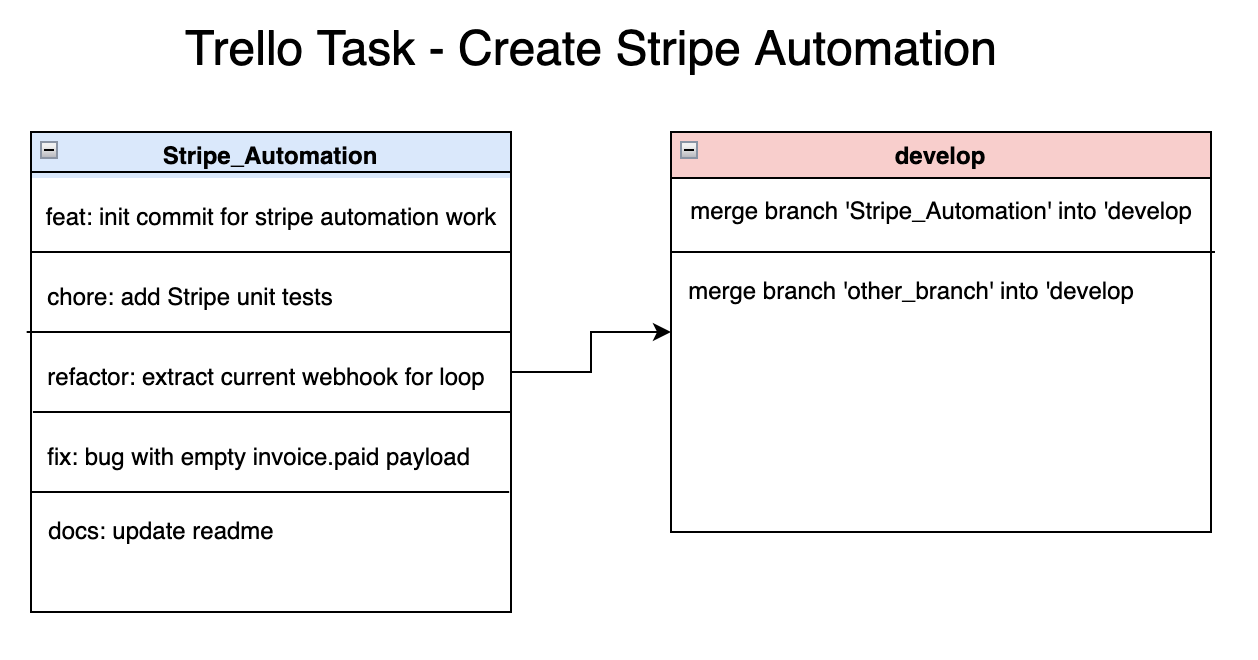 Trello Task - Create Stripe Automation
Stripe_Automation
feat: init commit for stripe automation work
chore: add Stripe unit tests
refactor: extract current webhook for loop
fix: bug with empty invoice.paid payload
docs: update readme
develop
merge branch 'Stripe_Automation' into 'develop
merge branch 'other_branch' into 'develop